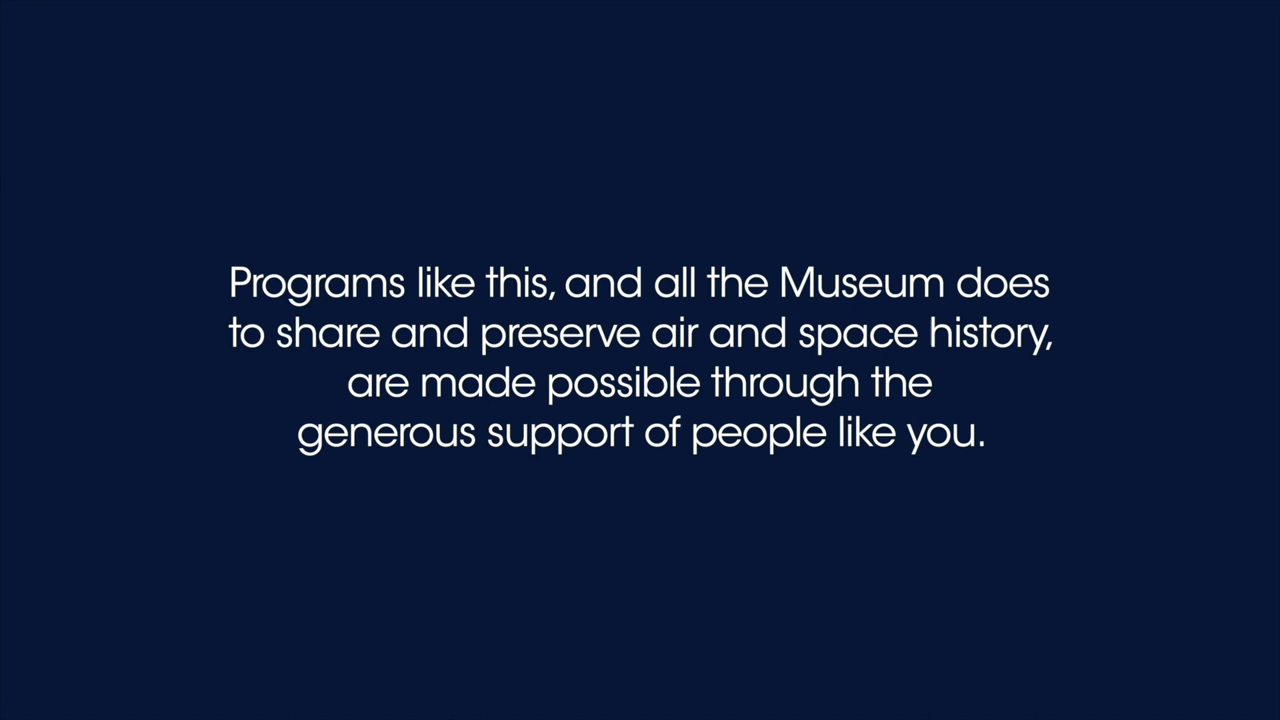 Programs like this, and all the Museum does
to share and preserve air and space history,
are made possible through the
generous support of people like you.